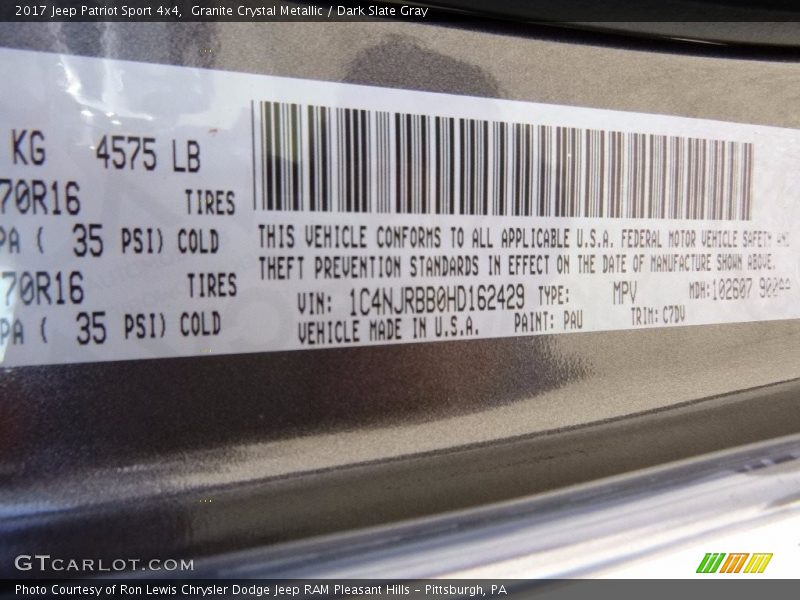 2017 Jeep Patriot Sport 4x4,  Granite Crystal Metallic / Dark Slate Gray
KG 4575 LB
70R16 TIRES
PA ( 35 PSI) COLD
70R16 TIRES
PA ( 35 PSI) COLD
THIS VEHICLE CONFORMS TO ALL APPLICABLE U.S.A. FEDERAL MOTOR VEHICLE SAFETY AND
THEFT PREVENTION STANDARDS IN EFFECT ON THE DATE OF MANUFACTURE SHOWN ABOVE.
VIN: 1C4NJRBB0HD162429 TYPE: MPV MDH:102607
VEHICLE MADE IN U.S.A. PAINT: PAU TRIM: C7DV
GTCARLOT.COM
Photo Courtesy of Ron Lewis Chrysler Dodge Jeep RAM Pleasant Hills - Pittsburgh, PA